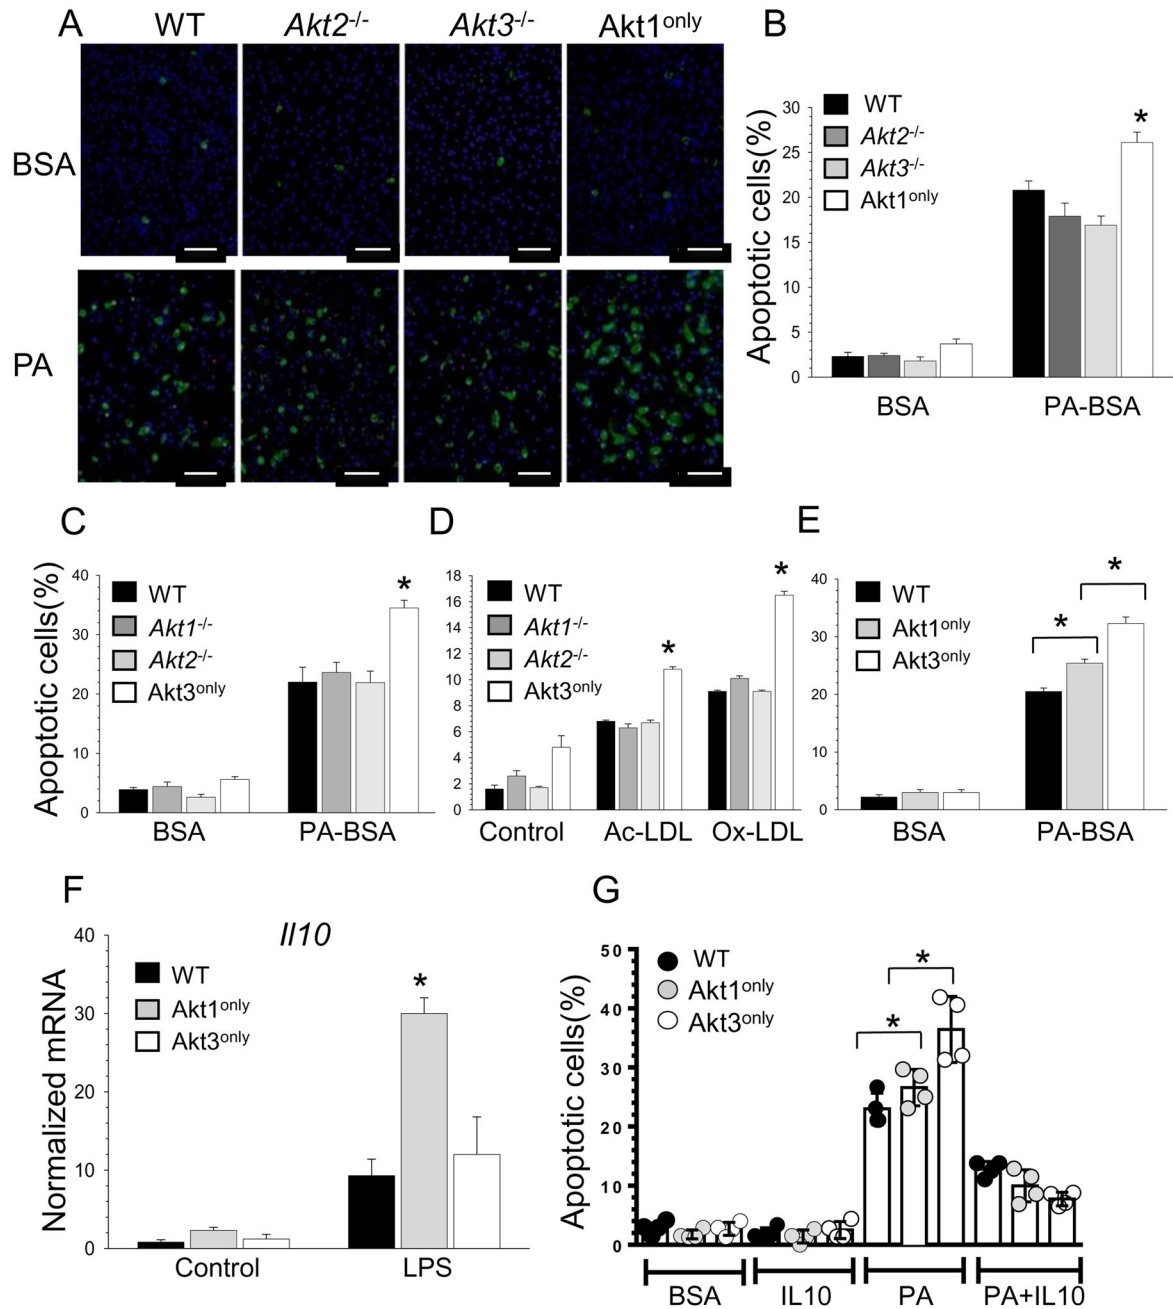 A
WT
Akt2-/-
Akt3-/-
Akt1only
BSA
PA
B
Apoptotic cells(%)
30
25
20
15
10
5
0
WT
Akt2-/-
Akt3-/-
Akt1only
*
BSA
PA-BSA
C
Apoptotic cells(%)
40
30
20
10
0
WT
Akt1-/-
Akt2-/-
Akt3only
*
BSA
PA-BSA
D
18
16
14
12
10
8
6
4
2
0
WT
Akt1-/-
Akt2-/-
Akt3only
*
*
Control
Ac-LDL
Ox-LDL
E
40
30
20
10
0
WT
Akt1only
Akt3only
*
*
BSA
PA-BSA
F
Il10
Normalized mRNA
40
30
20
10
0
WT
Akt1only
Akt3only
*
Control
LPS
G
Apoptotic cells(%)
50
40
30
20
10
0
WT
Akt1only
Akt3only
*
*
BSA
IL10
PA
PA+IL10